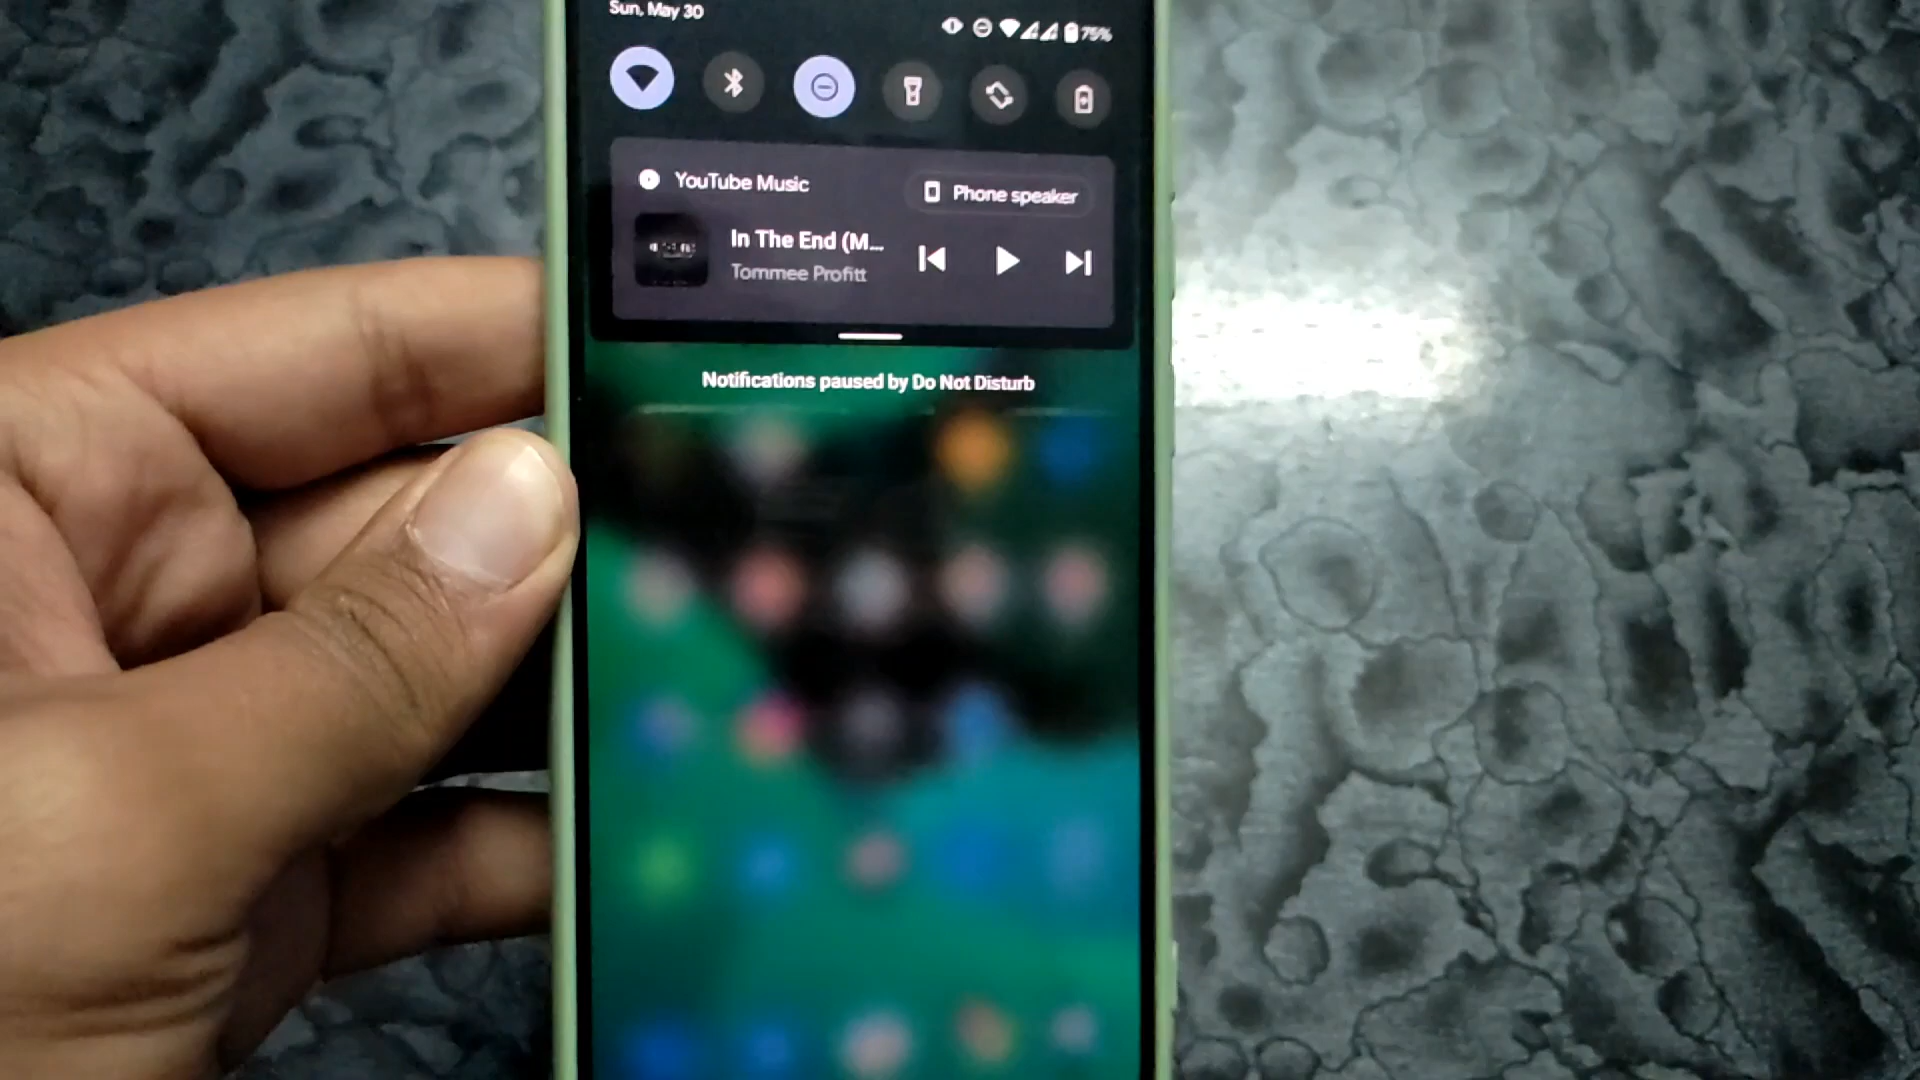 Sun, May 30
75%
YouTube Music
Phone speaker
In The End (M...
Tommee Profitt
Notifications paused by Do Not Disturb